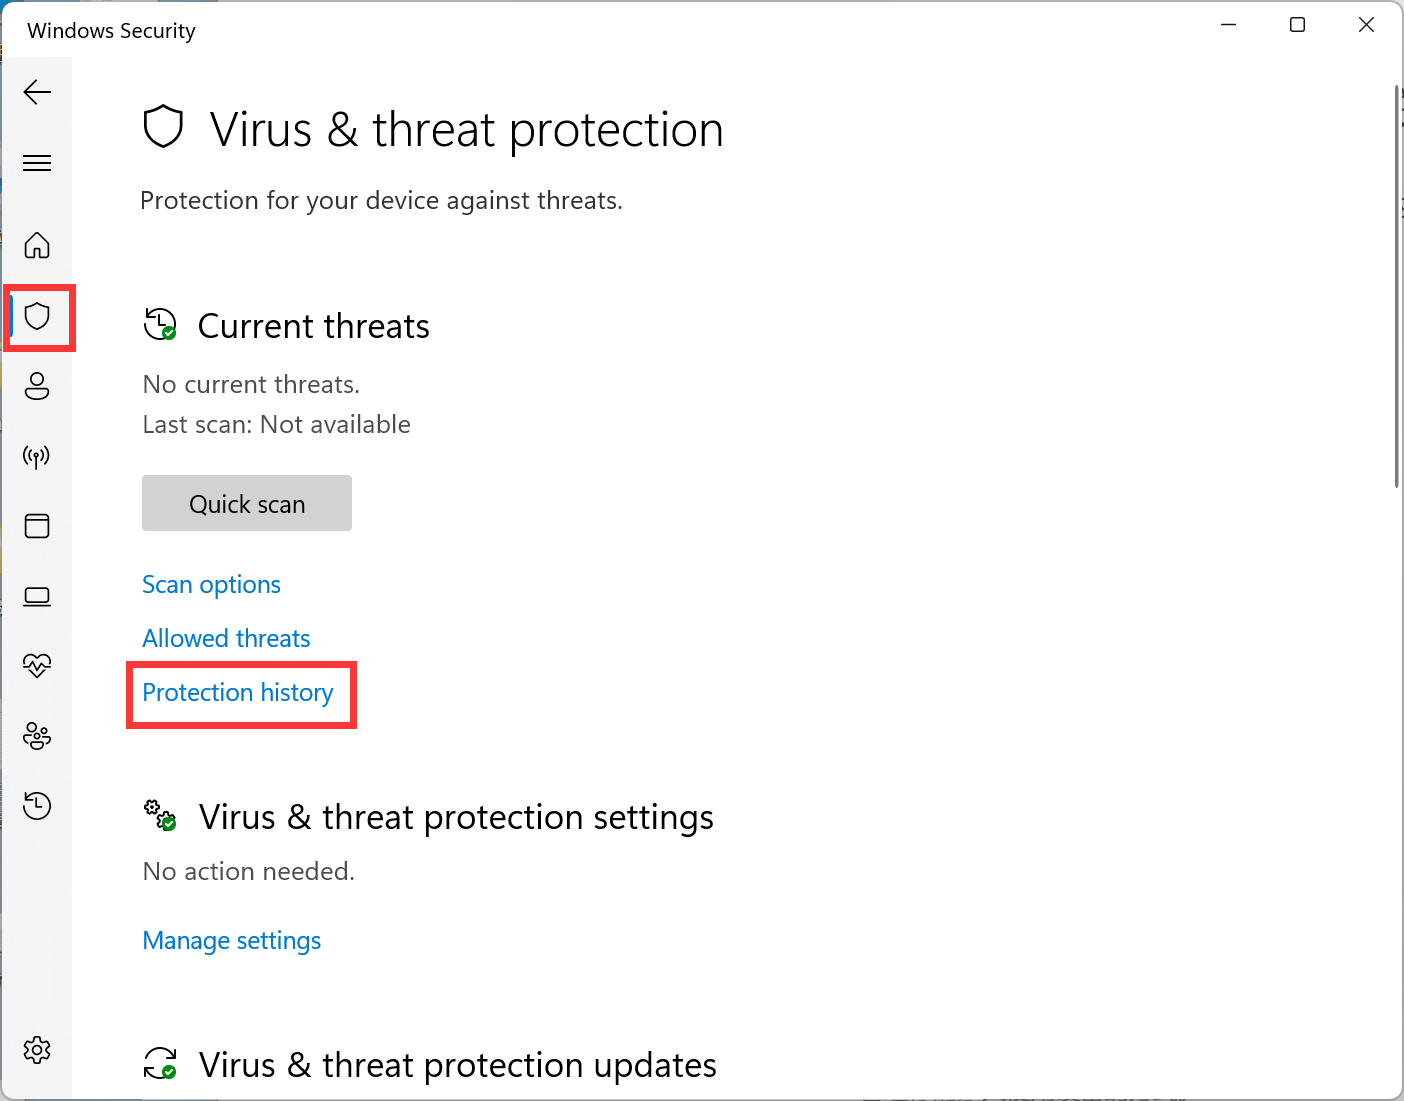 Windows Security
Virus & threat protection
Protection for your device against threats.
Current threats
No current threats.
Last scan: Not available
Quick scan
Scan options
Allowed threats
Protection history
Virus & threat protection settings
No action needed.
Manage settings
Virus & threat protection updates